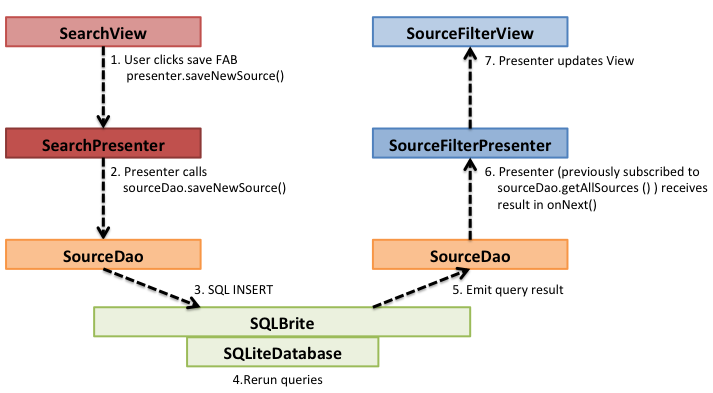 SearchView
1. User clicks save FAB
presenter.saveNewSource()
SearchPresenter
2. Presenter calls
sourceDao.saveNewSource()
SourceDao
3. SQL INSERT
SQLBrite
SQLiteDatabase
4.Rerun queries
5. Emit query result
SourceDao
6. Presenter (previously subscribed to
sourceDao.getAllSources () ) receives
result in onNext()
SourceFilterPresenter
7. Presenter updates View
SourceFilterView